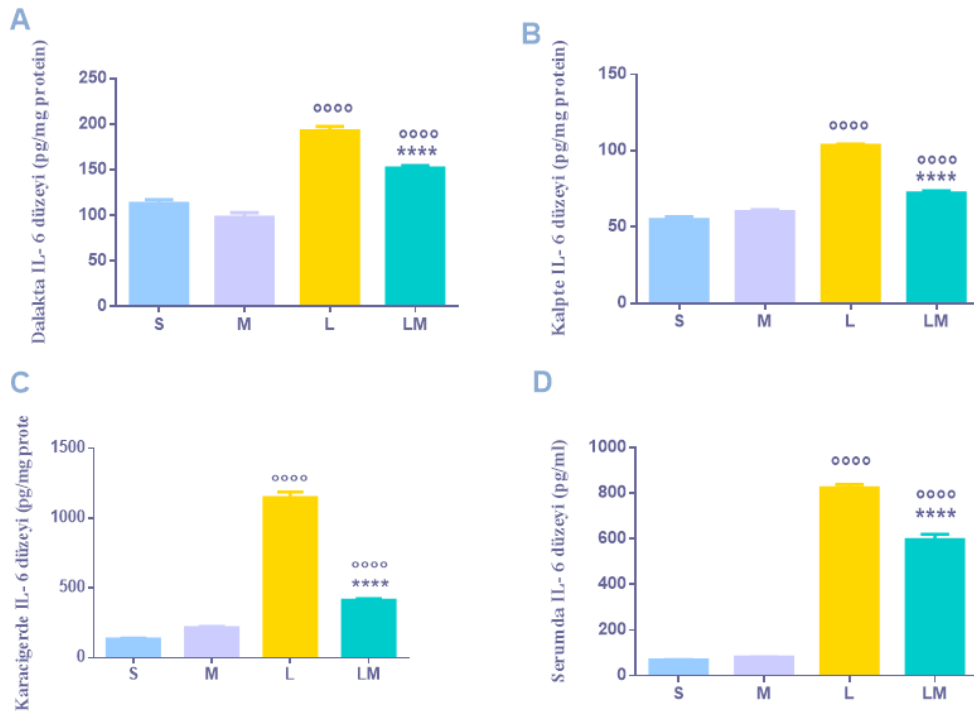 A
Dalakta IL- 6 düzeyi (pg/mg protein)
250
200
150
100
50
0
°°°°
°°°°
****
S M L LM
B
Kalpte IL- 6 düzeyi (pg/mg protein)
150
100
50
0
°°°°
°°°°
****
S M L LM
C
Karacigerde IL- 6 düzeyi (pg/mg prote
1500
1000
500
0
°°°°
°°°°
****
S M L LM
D
Serumda IL- 6 düzeyi (pg/ml)
1000
800
600
400
200
0
°°°°
°°°°
****
S M L LM